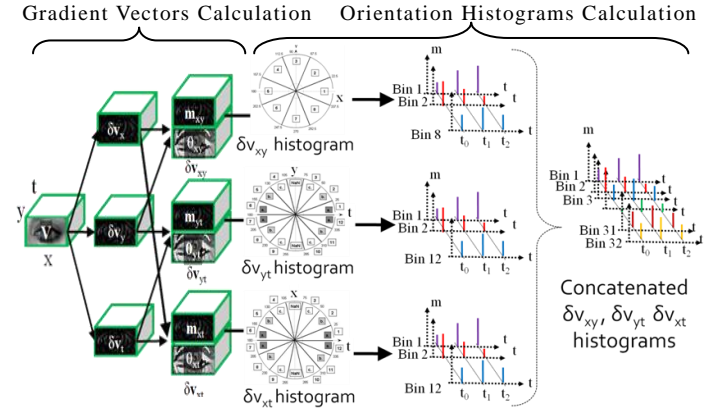 Gradient Vectors Calculation
Orientation Histograms Calculation
t
y
x
V
δvx
δvy
δvt
mxy
θxy
δvxy
myt
θyt
δvyt
mxt
θxt
δvxt
y
x
δvxy histogram
y
t
δvyt histogram
x
t
δvxt histogram
m
Bin 1
Bin 2
Bin 8
t
t
t
t0 t1 t2
m
Bin 1
Bin 2
Bin 12
t
t
t
t0 t1 t2
m
Bin 1
Bin 2
Bin 12
t
t
t
t0 t1 t2
m
Bin 1
Bin 2
Bin 3
Bin 31
Bin 32
t
t
t
t
t
t0 t1 t2
Concatenated
δvxy, δvyt δvxt
histograms